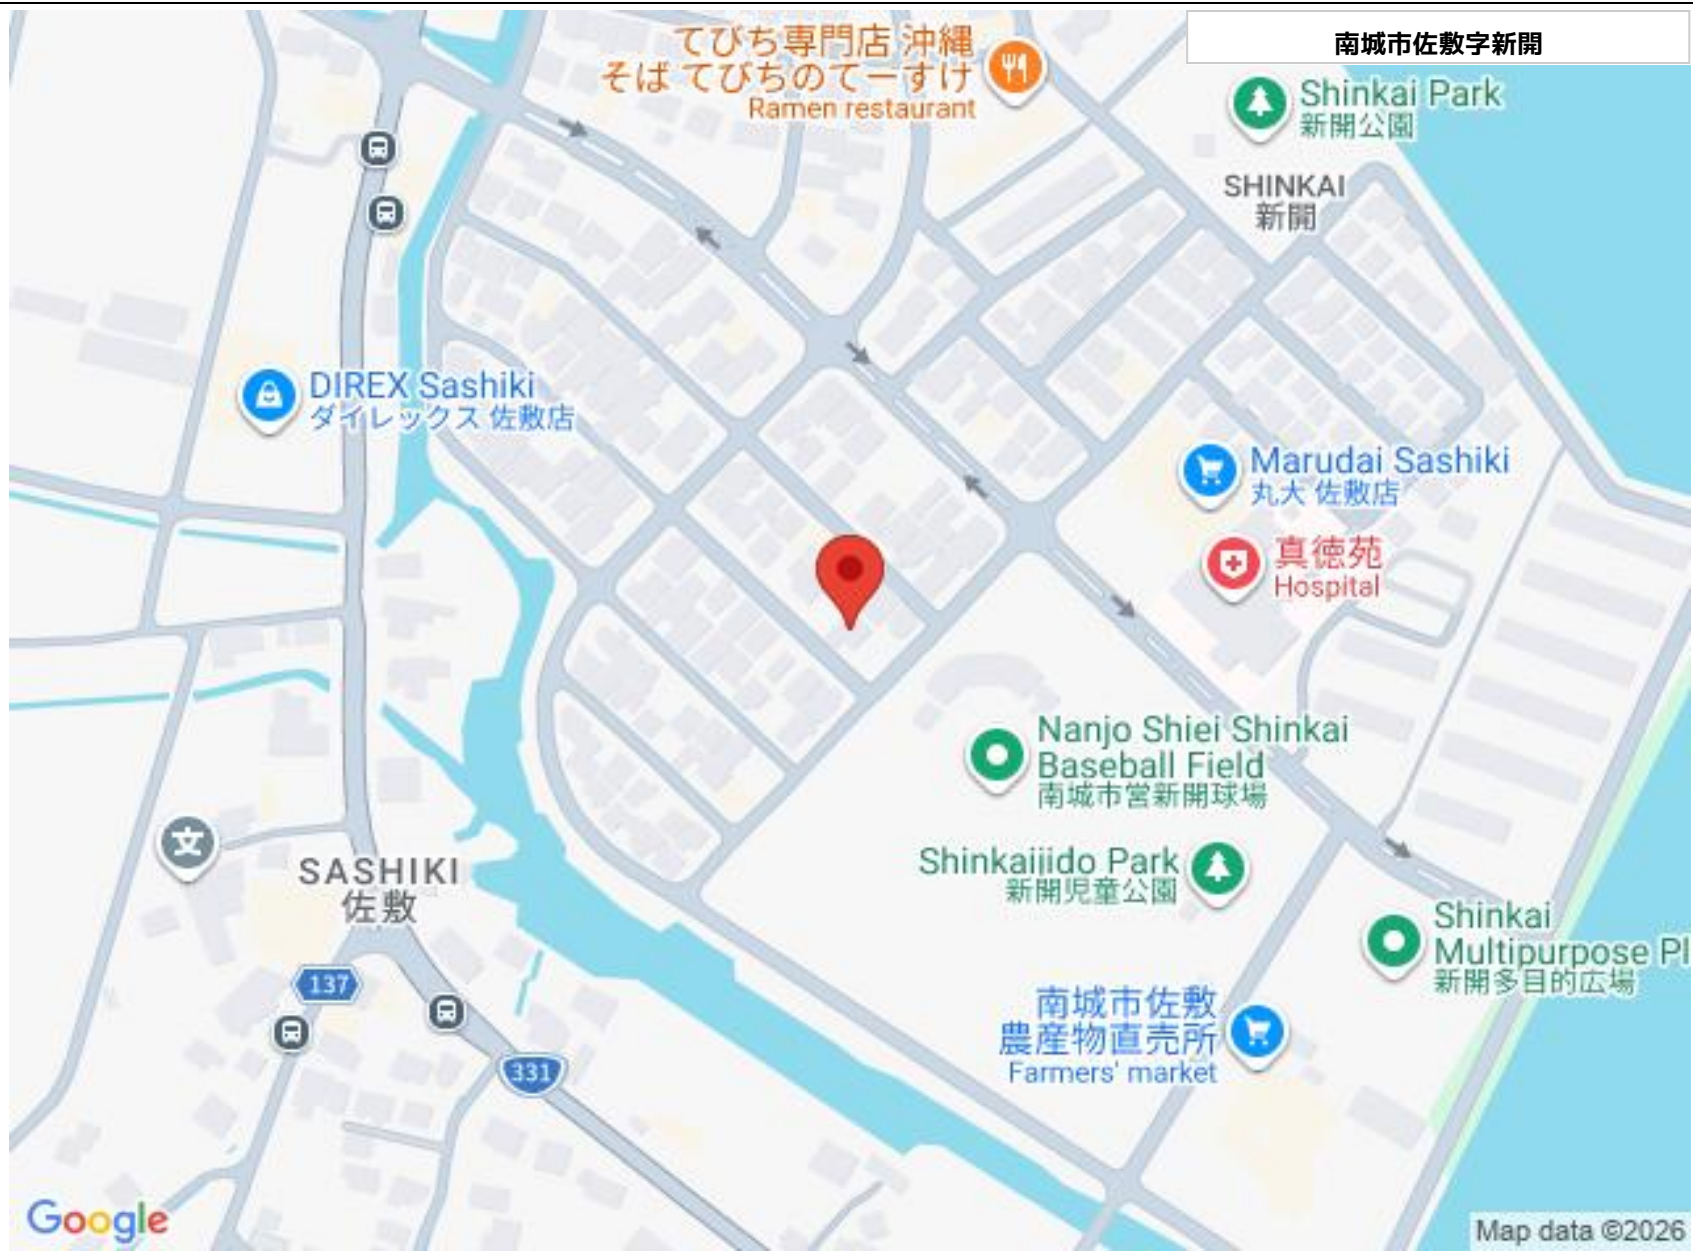 南城市佐敷字新開
てびち専門店 沖縄
そば てびちのてーすけ
Ramen restaurant
Shinkai Park
新開公園
SHINKAI
新開
DIREX Sashiki
ダイレックス 佐敷店
Marudai Sashiki
丸大 佐敷店
真徳苑
Hospital
Nanjo Shiei Shinkai
Baseball Field
南城市営新開球場
文
SASHIKI
佐敷
Shinkaijido Park
新開児童公園
Shinkai
Multipurpose Pl
新開多目的広場
137
南城市佐敷
農産物直売所
Farmers' market
331
Google
Map data ©2026